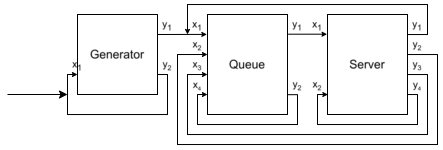 y₁ x₁ y₁ x₁ y₁
Generator x₂ y₂
x₁ y₂ x₃ Queue Server y₃
x₄ y₂ x₂ y₄